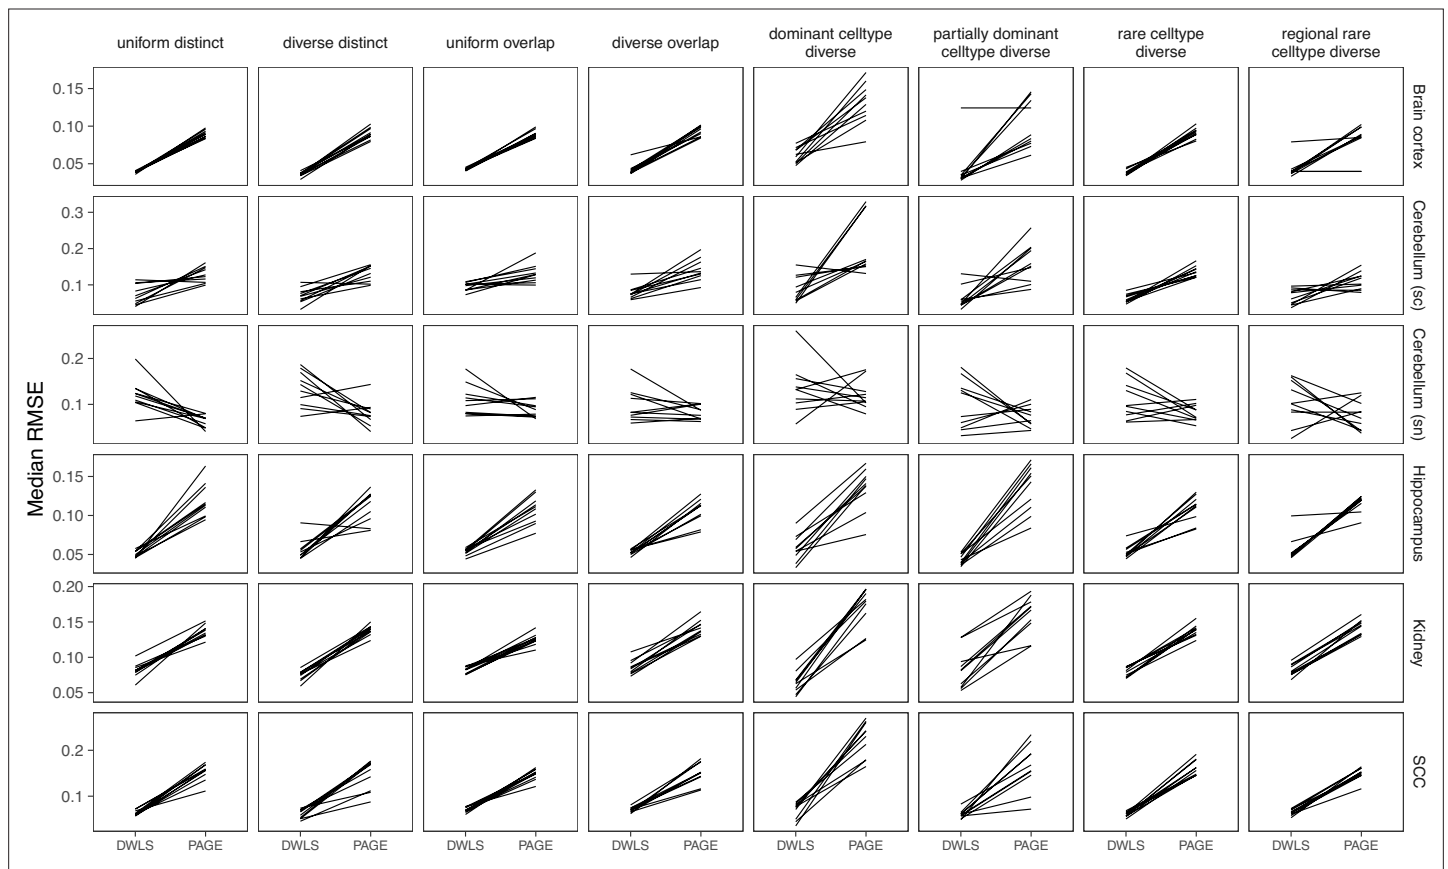 uniform distinct
diverse distinct
uniform overlap
diverse overlap
dominant celltype
diverse
partially dominant
celltype diverse
rare celltype
diverse
regional rare
celltype diverse
Median RMSE
0.15
0.10
0.05
Brain cortex
0.3
0.2
0.1
Cerebellum (sc)
0.2
0.1
Cerebellum (sn)
0.15
0.10
0.05
Hippocampus
0.20
0.15
0.10
0.05
Kidney
0.2
0.1
SCC
DWLS PAGE DWLS PAGE DWLS PAGE DWLS PAGE DWLS PAGE DWLS PAGE DWLS PAGE DWLS PAGE